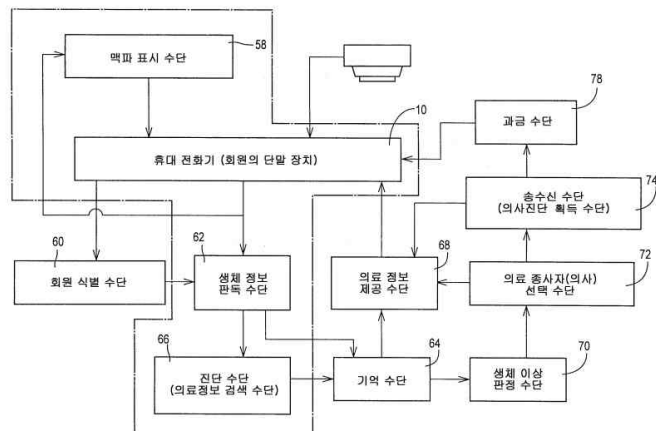 맥파 표시 수단
58
10
휴대 전화기 (회원의 단말 장치)
78
과금 수단
74
송수신 수단
(의사진단 획득 수단)
60
회원 식별 수단
62
생체 정보
판독 수단
68
의료 정보
제공 수단
72
의료 종사자(의사)
선택 수단
66
진단 수단
(의료정보 검색 수단)
64
기억 수단
70
생체 이상
판정 수단